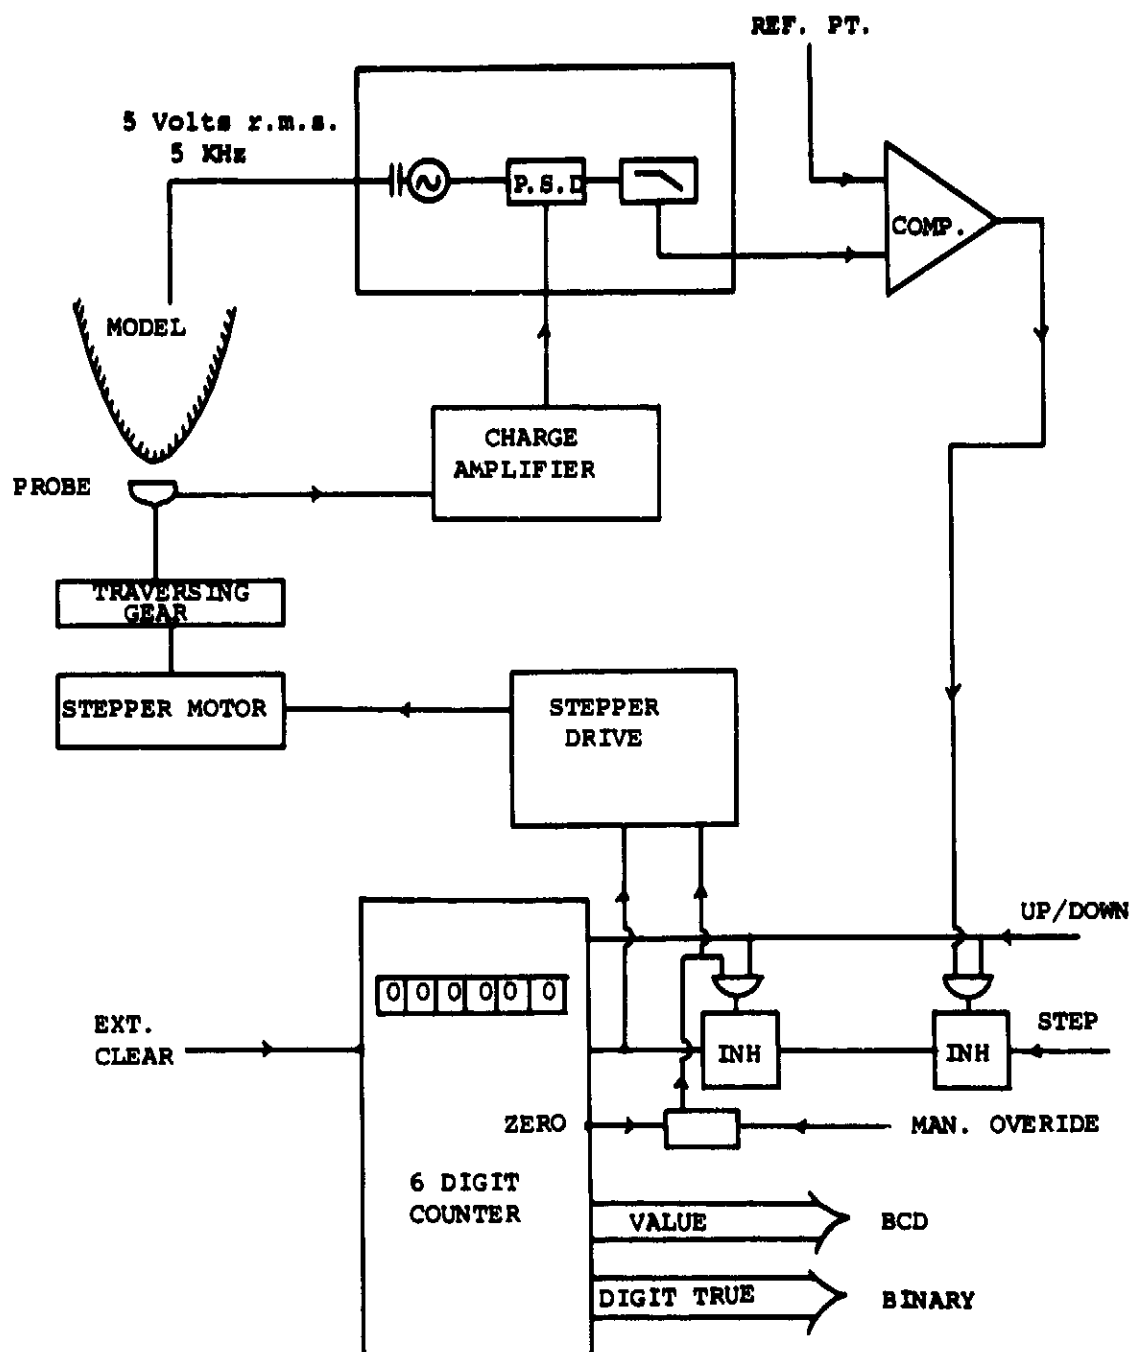 REF. PT.
5 Volts r.m.s.
5 KHz
P.S.D
COMP.
MODEL
CHARGE
AMPLIFIER
PROBE
TRAVERSING
GEAR
STEPPER MOTOR
STEPPER
DRIVE
UP/DOWN
0 0 0 0 0 0
EXT.
CLEAR
INH
INH
STEP
ZERO
MAN. OVERIDE
6 DIGIT
COUNTER
VALUE
BCD
DIGIT TRUE
BINARY